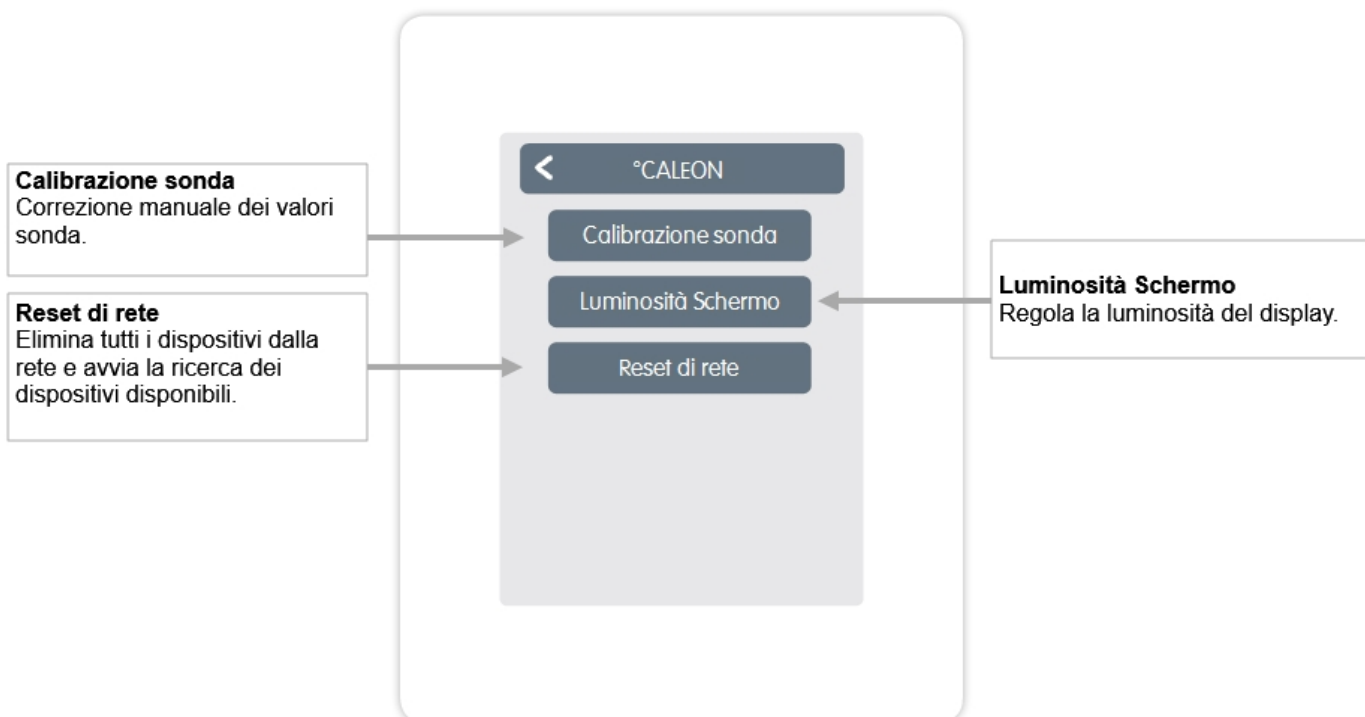 Calibrazione sonda
Correzione manuale dei valori
sonda.
Reset di rete
Elimina tutti i dispositivi dalla
rete e avvia la ricerca dei
dispositivi disponibili.
°CALEON
Calibrazione sonda
Luminosità Schermo
Reset di rete
Luminosità Schermo
Regola la luminosità del display.